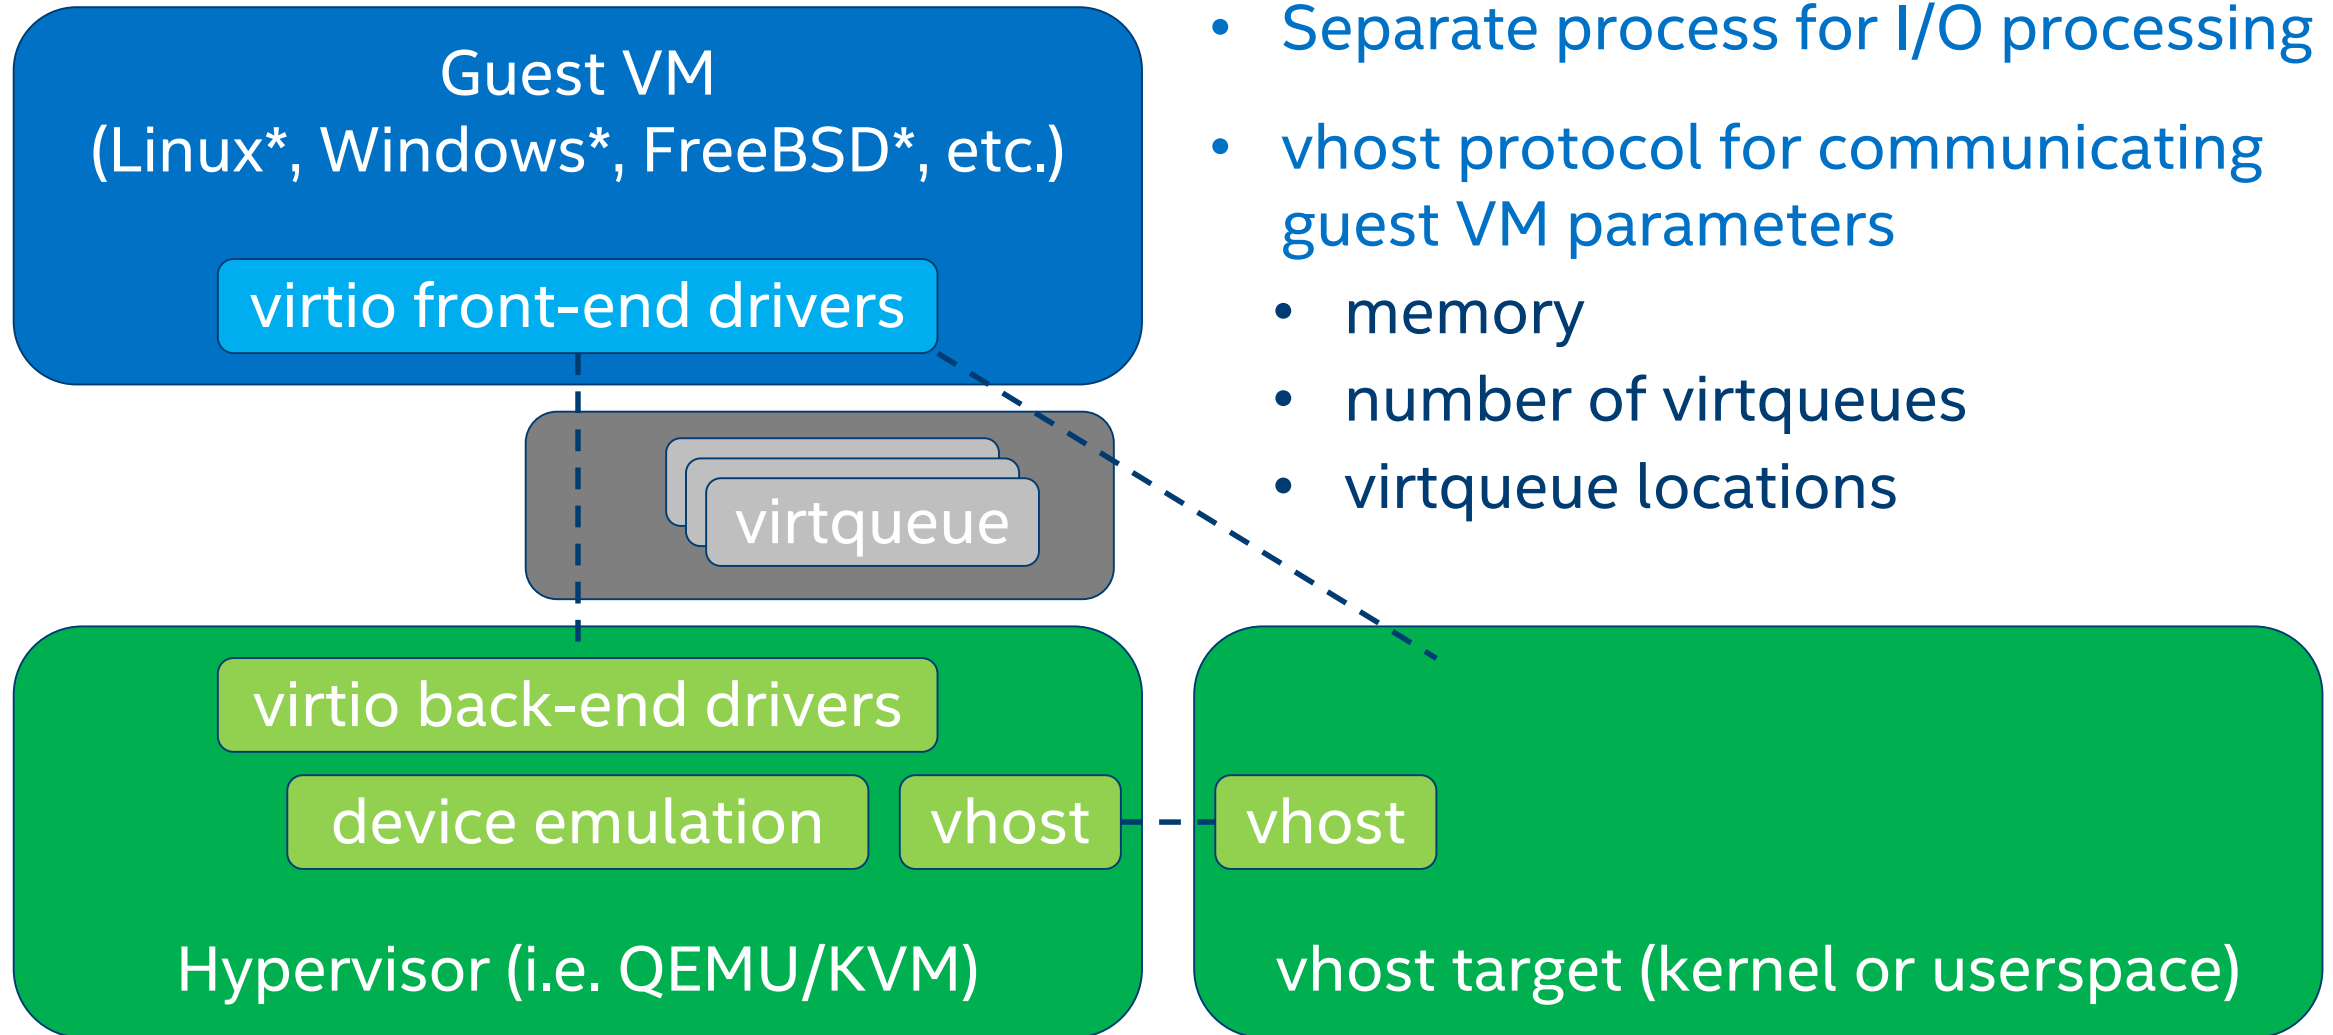 Guest VM
(Linux*, Windows*, FreeBSD*, etc.)
virtio front-end drivers
virtqueue
virtio back-end drivers
device emulation
vhost
Hypervisor (i.e. QEMU/KVM)
• Separate process for I/O processing
• vhost protocol for communicating
guest VM parameters
• memory
• number of virtqueues
• virtqueue locations
vhost
vhost target (kernel or userspace)